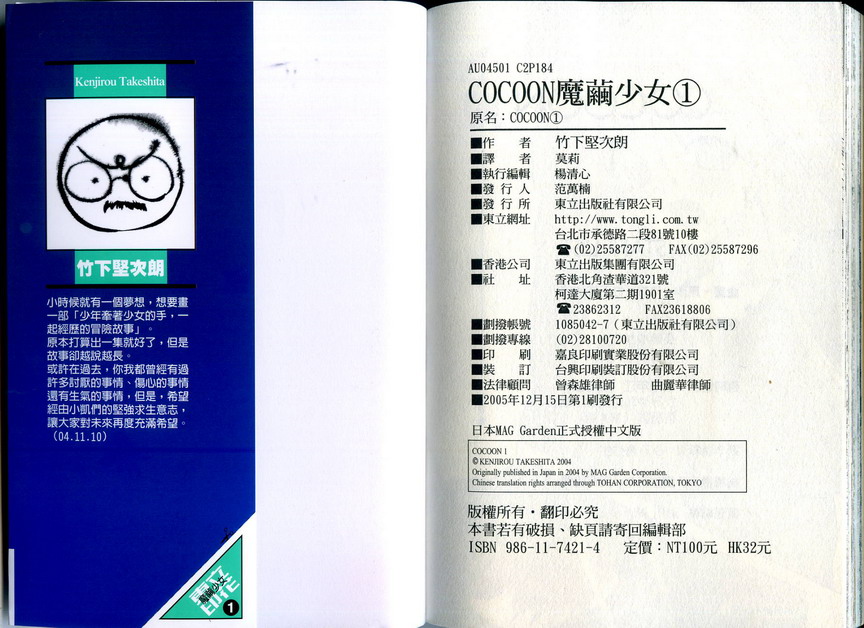 Kenjirou Takeshita
竹下堅次朗
小時候就有一個夢想，想要畫
一部「少年牽著少女的手，一
起經歷的冒險故事」。
原本打算出一集就好了，但是
故事卻越說越長。
或許在過去，你我都曾經有過
許多討厭的事情、傷心的事情
還有生氣的事情，但是，希望
經由小凱們的堅強求生意志，
讓大家對未來再度充滿希望。
（04.11.10）
魔繭少女
1
AU04501 C2P184
COCOON魔繭少女①
原名：COCOON①
■作者 竹下堅次朗
■譯者 莫莉
■執行編輯 楊清心
■發行人 范萬楠
■發行所 東立出版社有限公司
■東立網址 http://www.tongli.com.tw
台北市承德路二段81號10樓
☎(02)25587277 FAX(02)25587296
■香港公司 東立出版集團有限公司
■社址 香港北角渣華道321號
柯達大廈第二期1901室
☎23862312 FAX23618806
■劃撥帳號 1085042-7（東立出版社有限公司）
■劃撥專線 (02)28100720
■印刷 嘉良印刷實業股份有限公司
■裝訂 台興印刷裝訂股份有限公司
■法律顧問 曾森雄律師 曲麗華律師
■2005年12月15日第1刷發行
日本MAG Garden正式授權中文版
COCOON 1
© KENJIROU TAKESHITA 2004
Originally published in Japan in 2004 by MAG Garden Corporation.
Chinese translation rights arranged through TOHAN CORPORATION, TOKYO
版權所有・翻印必究
本書若有破損、缺頁請寄回編輯部
ISBN 986-11-7421-4 定價：NT100元 HK32元